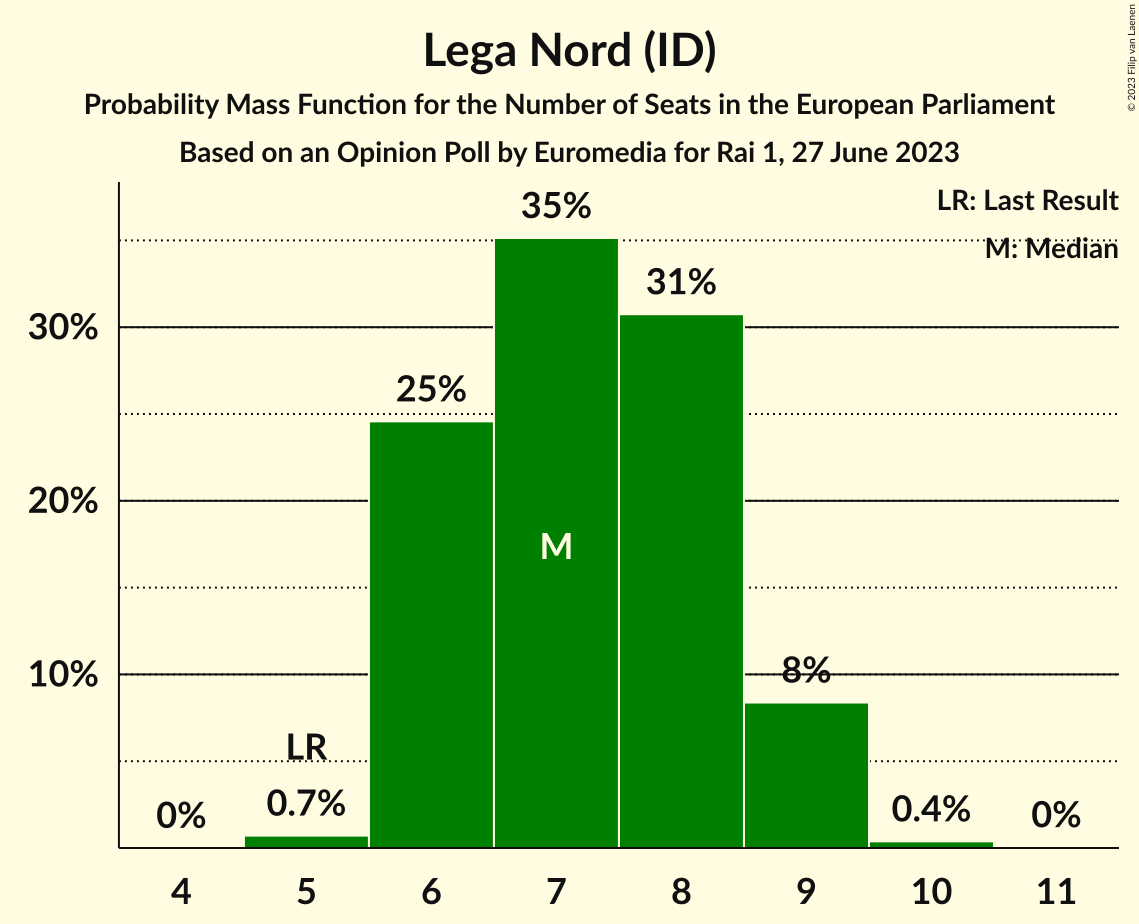 Lega Nord (ID)
Probability Mass Function for the Number of Seats in the European Parliament
Based on an Opinion Poll by Euromedia for Rai 1, 27 June 2023
© 2023 Filip van Laenen
LR: Last Result
M: Median
35%
31%
30%
25%
20%
M
10%
8%
LR
0%
0.7%
0.4%
0%
4 5 6 7 8 9 10 11